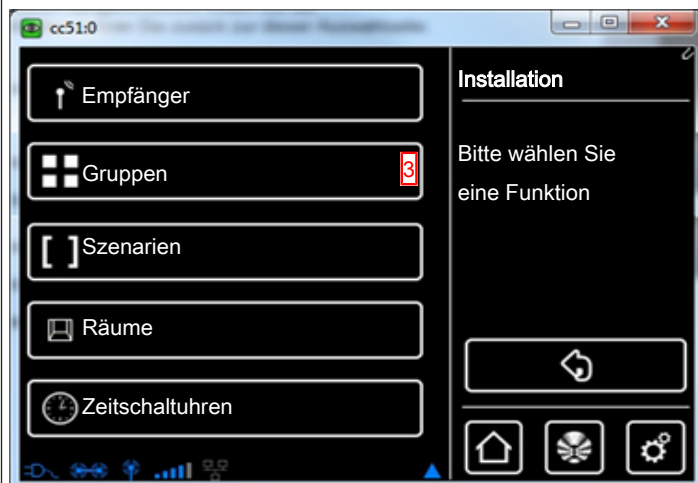 cc51:0
Empfänger
Gruppen 3
Szenarien
Räume
Zeitschaltuhren
Installation
Bitte wählen Sie
eine Funktion